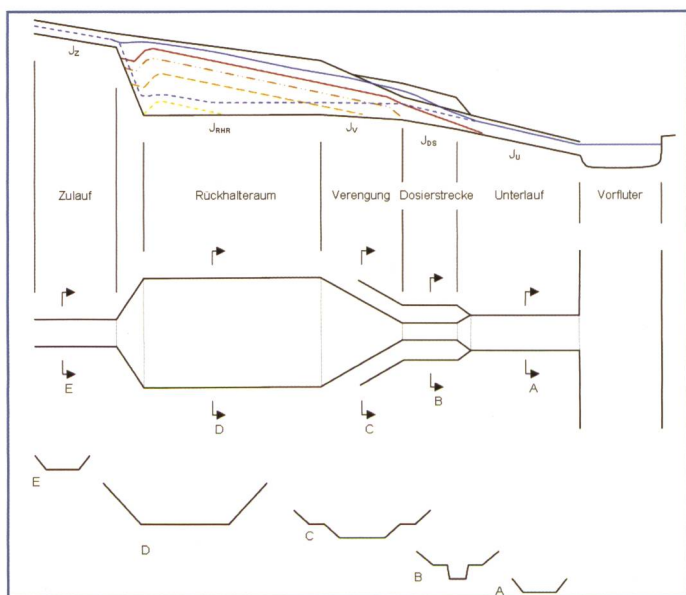 J_Z
J_RHR
J_V
J_DS
J_U
Zulauf
Rückhalteraum
Verengung
Dosierstrecke
Unterlauf
Vorfluter
E
D
C
B
A
E
D
C
B
A